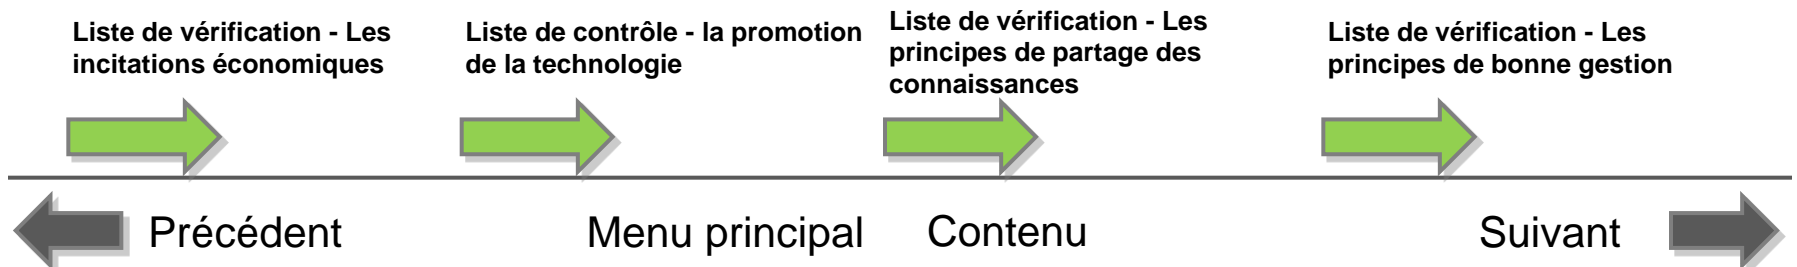 Liste de vérification - Les
incitations économiques
Liste de contrôle - la promotion
de la technologie
Liste de vérification - Les
principes de partage des
connaissances
Liste de vérification - Les
principes de bonne gestion
Précédent
Menu principal
Contenu
Suivant